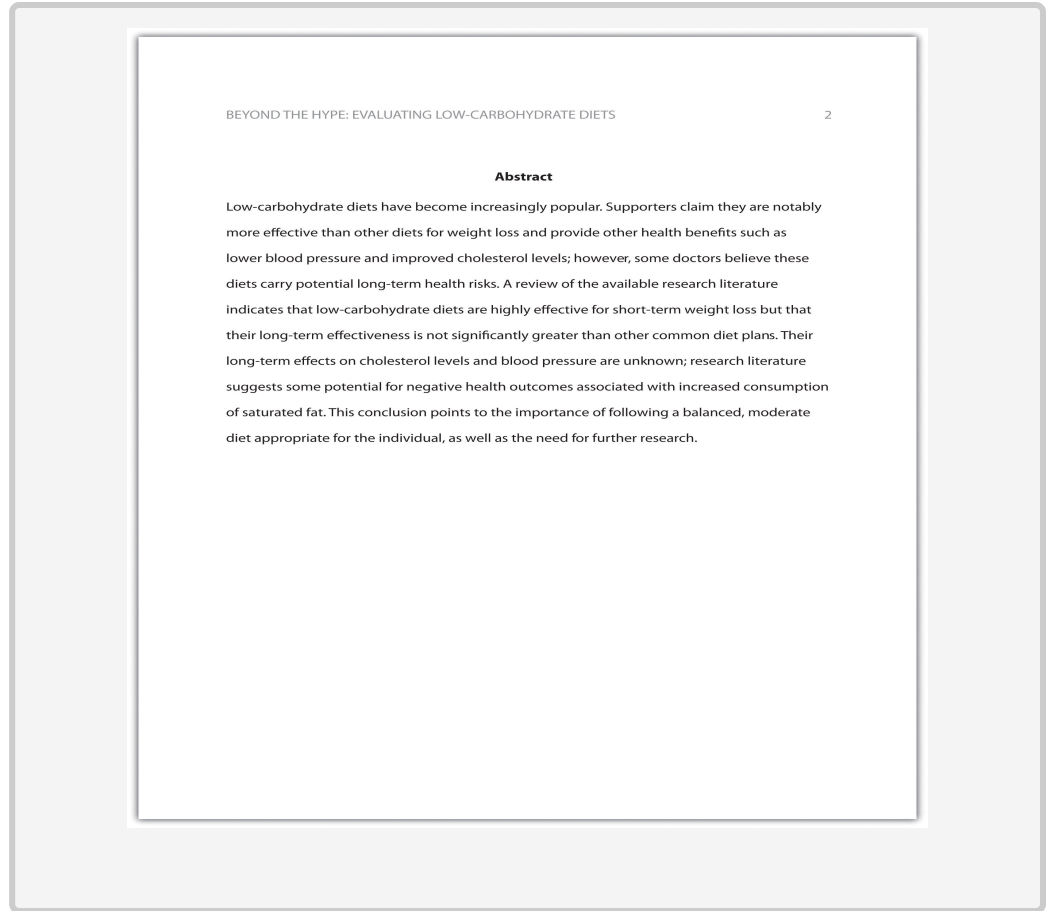 BEYOND THE HYPE: EVALUATING LOW-CARBOHYDRATE DIETS 2
Abstract
Low-carbohydrate diets have become increasingly popular. Supporters claim they are notably
more effective than other diets for weight loss and provide other health benefits such as
lower blood pressure and improved cholesterol levels; however, some doctors believe these
diets carry potential long-term health risks. A review of the available research literature
indicates that low-carbohydrate diets are highly effective for short-term weight loss but that
their long-term effectiveness is not significantly greater than other common diet plans. Their
long-term effects on cholesterol levels and blood pressure are unknown; research literature
suggests some potential for negative health outcomes associated with increased consumption
of saturated fat. This conclusion points to the importance of following a balanced, moderate
diet appropriate for the individual, as well as the need for further research.